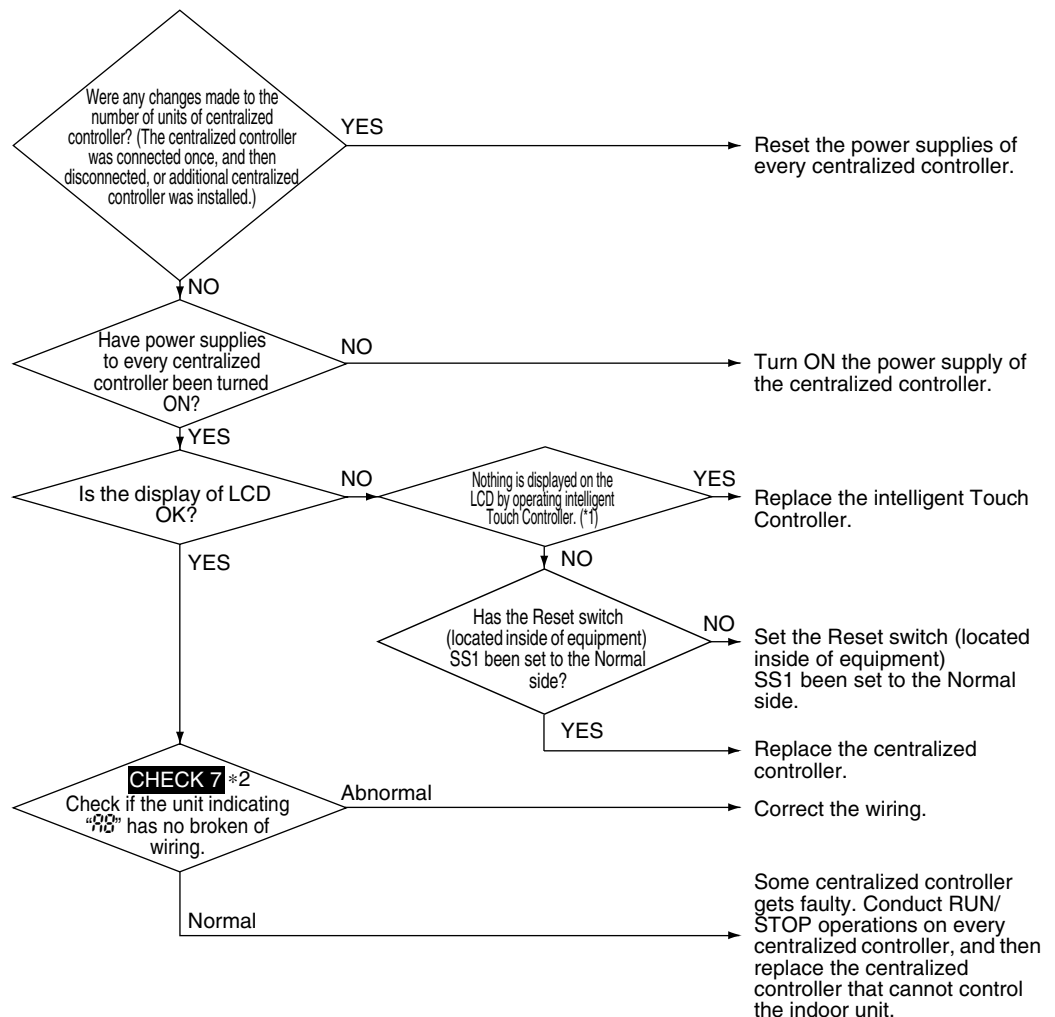 Were any changes made to the
number of units of centralized
controller? (The centralized controller
was connected once, and then
disconnected, or additional centralized
controller was installed.)
YES
Reset the power supplies of
every centralized controller.
NO
Have power supplies
to every centralized
controller been turned
ON?
NO
Turn ON the power supply of
the centralized controller.
YES
Is the display of LCD
OK?
NO
Nothing is displayed on the
LCD by operating intelligent
Touch Controller. (*1)
YES
Replace the intelligent Touch
Controller.
YES
NO
Has the Reset switch
(located inside of equipment)
SS1 been set to the Normal
side?
NO
Set the Reset switch (located
inside of equipment)
SS1 been set to the Normal
side.
YES
Replace the centralized
controller.
CHECK 7 *2
Check if the unit indicating
" " has no broken of
wiring.
Abnormal
Correct the wiring.
Normal
Some centralized controller
gets faulty. Conduct RUN/
STOP operations on every
centralized controller, and then
replace the centralized
controller that cannot control
the indoor unit.